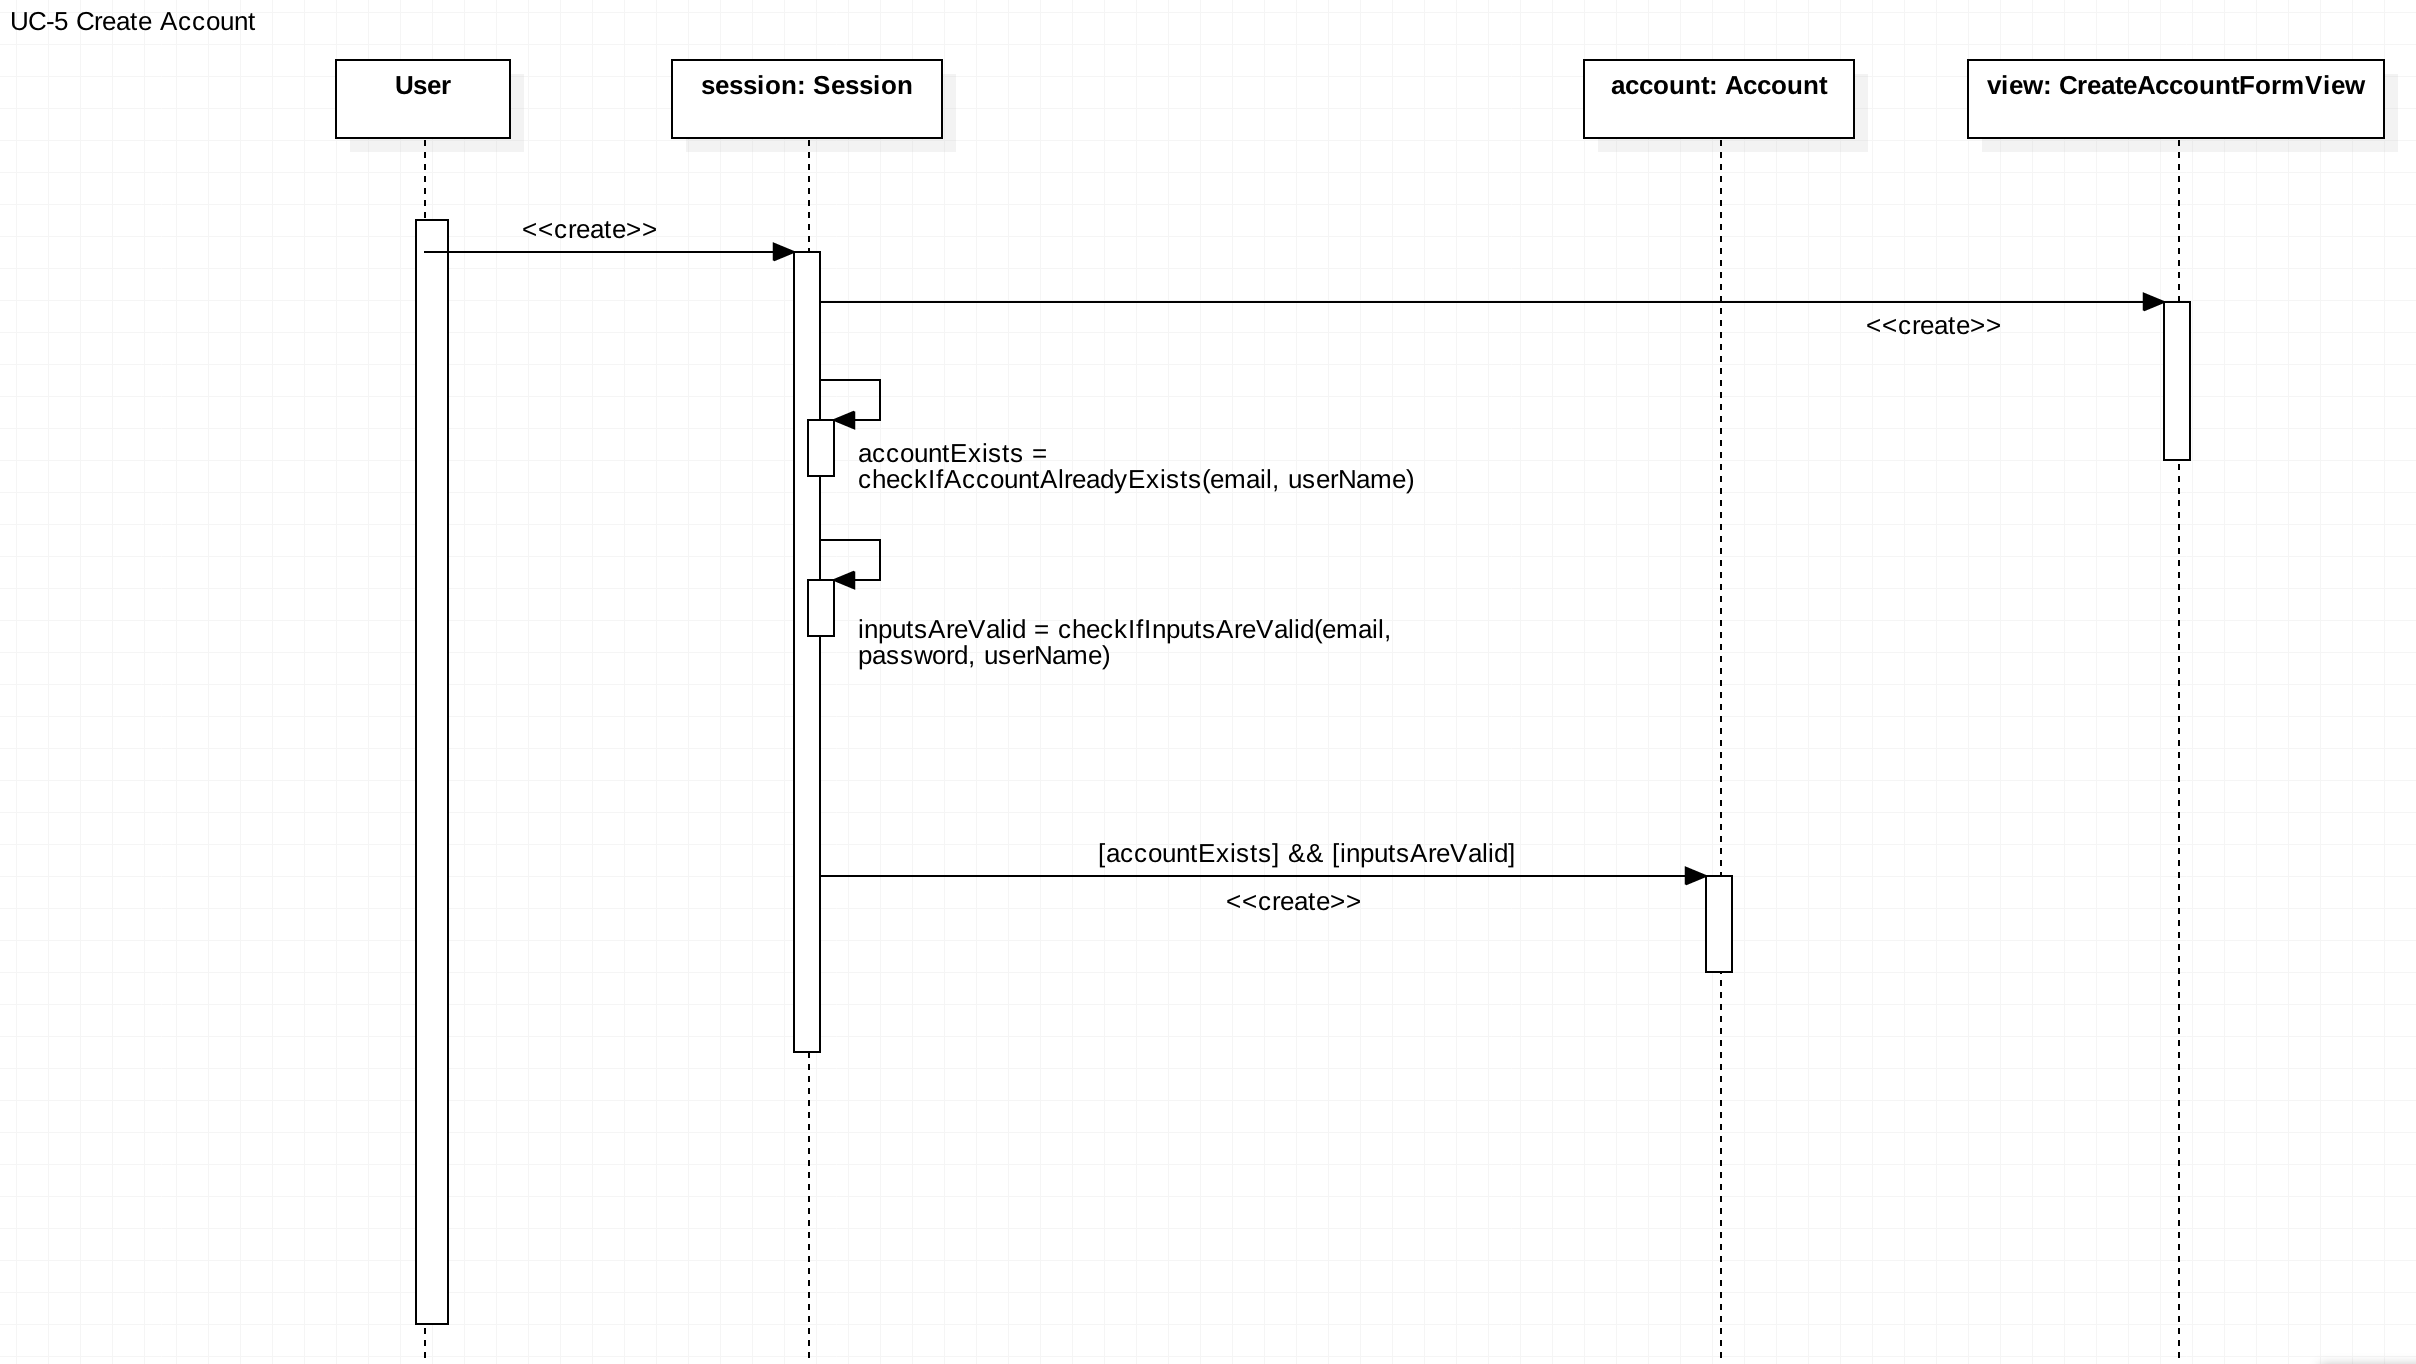 UC-5 Create Account
User
session: Session
account: Account
view: CreateAccountFormView
<<create>>
<<create>>
accountExists =
checkIfAccountAlreadyExists(email, userName)
inputsAreValid = checkIfInputsAreValid(email,
password, userName)
[accountExists] && [inputsAreValid]
<<create>>